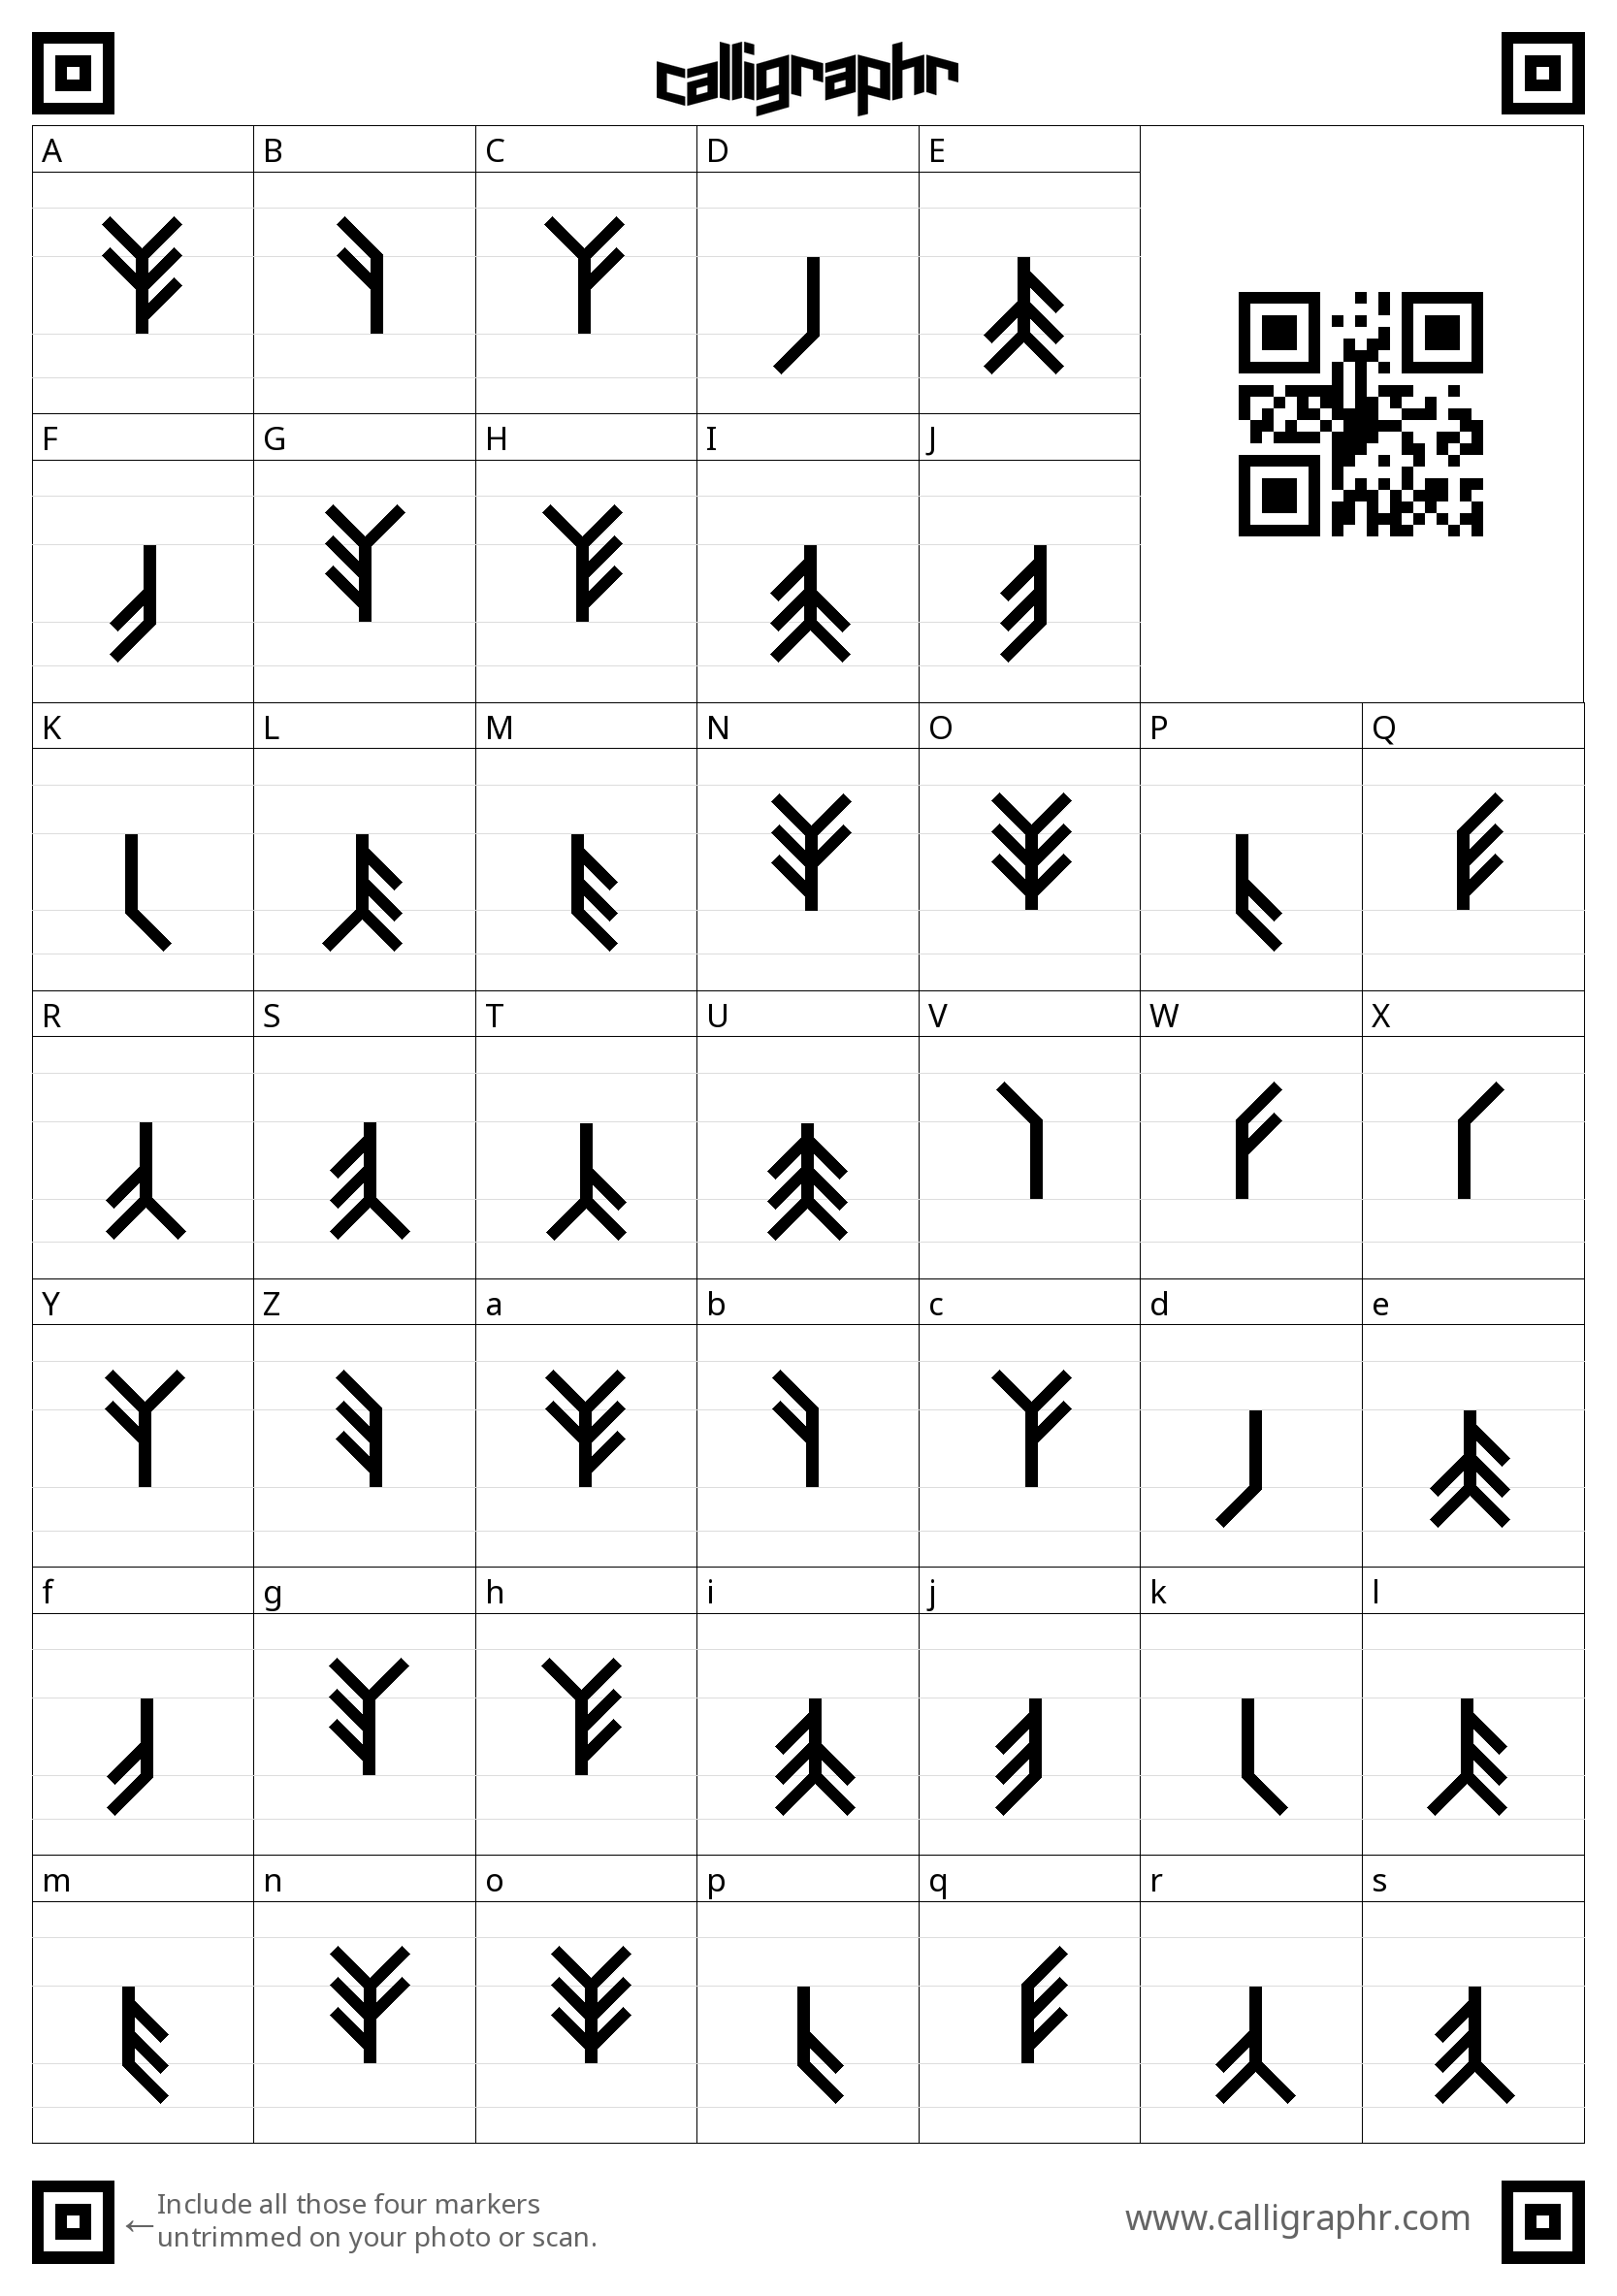 calligraphr
A B C D E
F G H I J
K L M N O P Q
R S T U V W X
Y Z a b c d e
f g h i j k l
m n o p q r s
←Include all those four markers
untrimmed on your photo or scan.
www.calligraphr.com